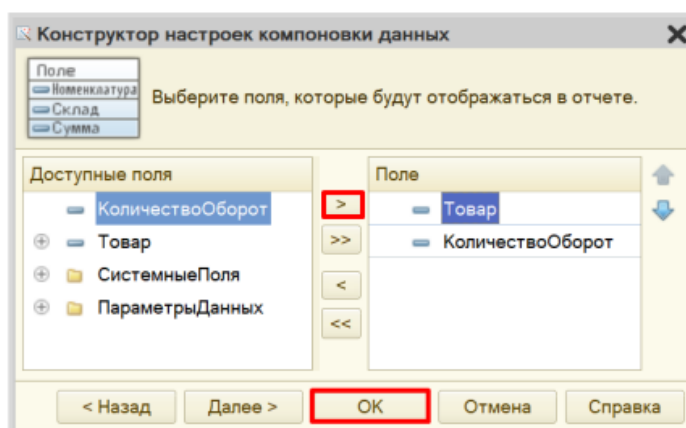 Конструктор настроек компоновки данных
Поле
Номенклатура
Склад
Сумма
Выберите поля, которые будут отображаться в отчете.
Доступные поля
КоличествоОборот
Товар
СистемныеПоля
ПараметрыДанных
>
>>
<
<<
Поле
Товар
КоличествоОборот
< Назад
Далее >
OK
Отмена
Справка